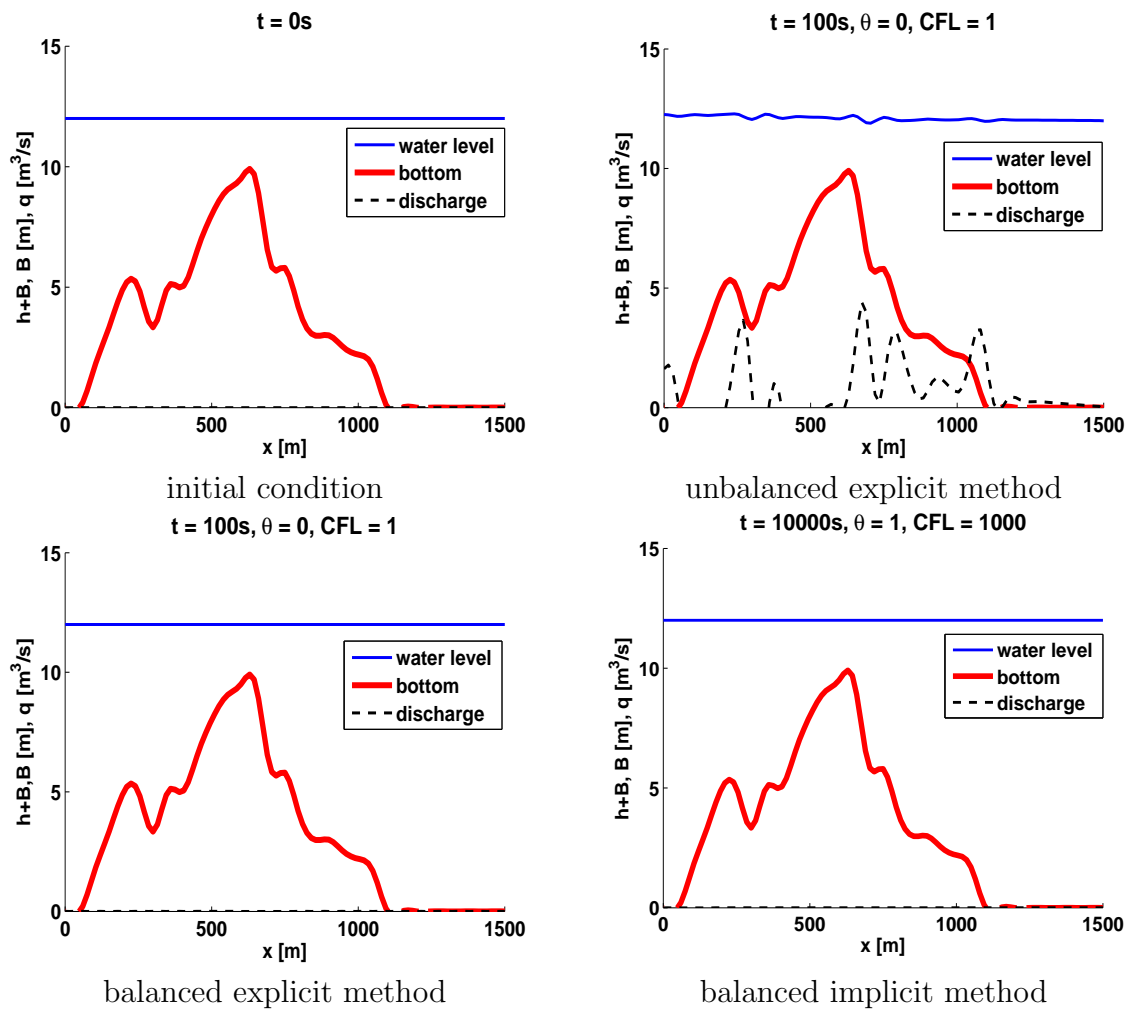 t = 0s
15
10
5
0
h+B, B [m], q [m³/s]
water level
bottom
discharge
0 500 1000 1500
x [m]
initial condition
t = 100s, θ = 0, CFL = 1
15
10
5
0
h+B, B [m], q [m³/s]
water level
bottom
discharge
0 500 1000 1500
x [m]
unbalanced explicit method
t = 100s, θ = 0, CFL = 1
15
10
5
0
h+B,B [m], q [m³/s]
water level
bottom
discharge
0 500 1000 1500
x [m]
balanced explicit method
t = 10000s, θ = 1, CFL = 1000
15
10
5
0
h+B, B [m], q [m³/s]
water level
bottom
discharge
0 500 1000 1500
x [m]
balanced implicit method